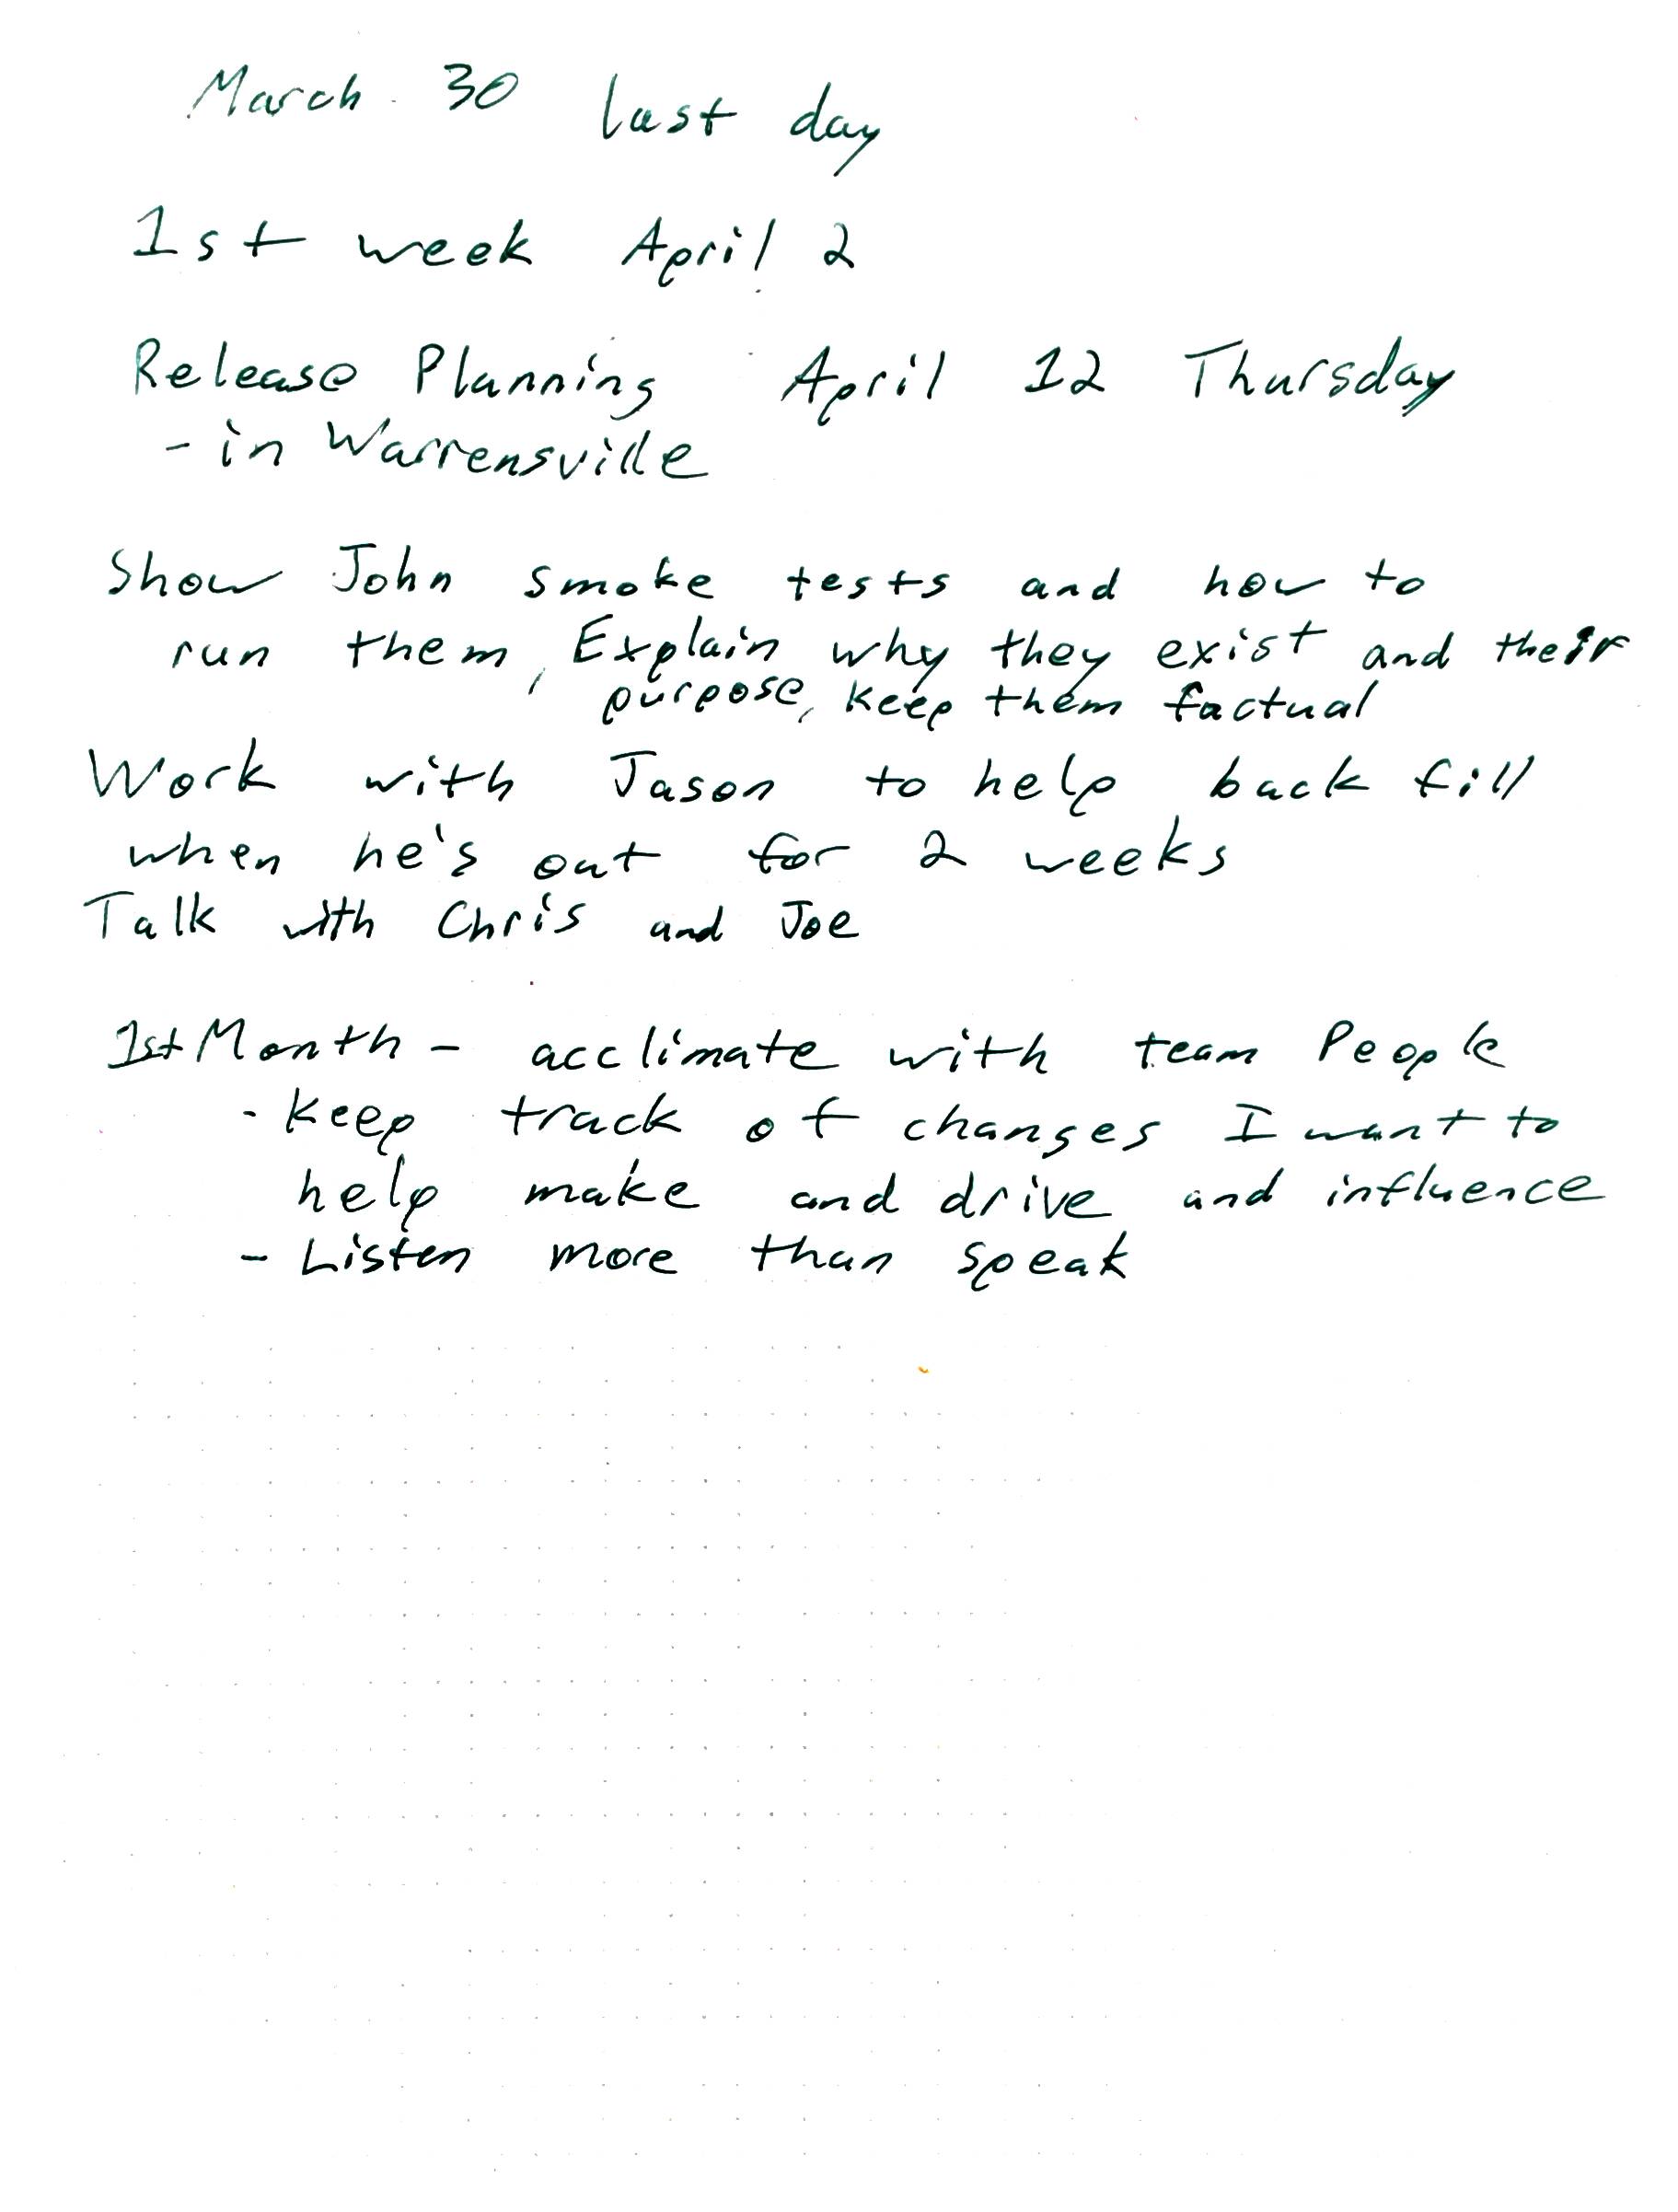 March 30 last day
1st week April 2
Release Planning April 12 Thursday
- in Warrensville
Show John smoke tests and how to
run them, Explain why they exist and their
purpose, keep them factual
Work with Jason to help back fill
when he's out for 2 weeks
Talk with Chris and Joe
1st Month - acclimate with team People
- Keep track of changes I want to
help make and drive and influence
- Listen more than speak